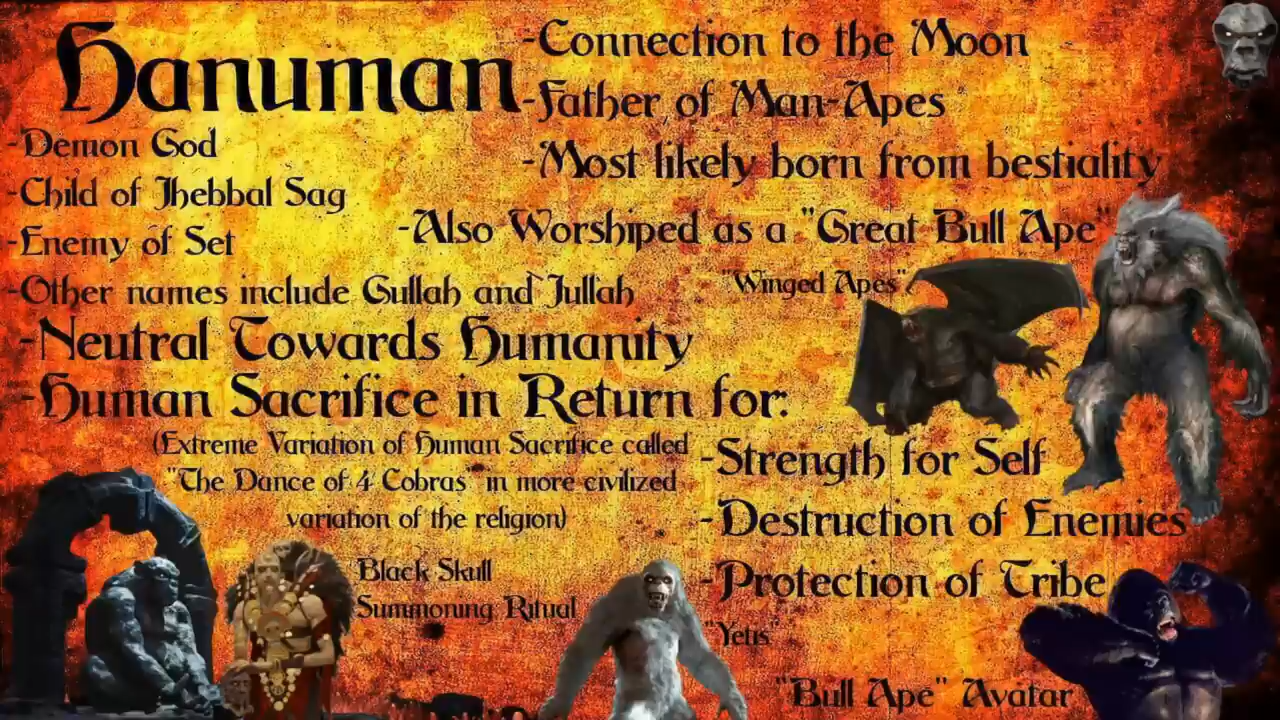 Hanuman
-Demon God
-Child of Jhebbal Sag
-Enemy of Set
-Other names include Gullah and Jullah
-Connection to the Moon
-Father of Man-Apes
-Most likely born from bestiality
-Also Worshiped as a "Great Bull Ape"
"Winged Apes"
-Neutral Towards Humanity
-Human Sacrifice in Return for:
(Extreme Variation of Human Sacrifice called
"The Dance of 4 Cobras" in more civilized
variation of the religion)
-Strength for Self
-Destruction of Enemies
-Protection of Tribe
Black Skull
Summoning Ritual
"Yetis"
"Bull Ape" Avatar